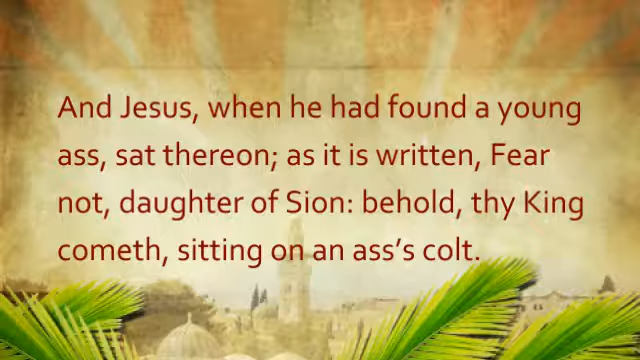 And Jesus, when he had found a young
ass, sat thereon; as it is written, Fear
not, daughter of Sion: behold, thy King
cometh, sitting on an ass’s colt.